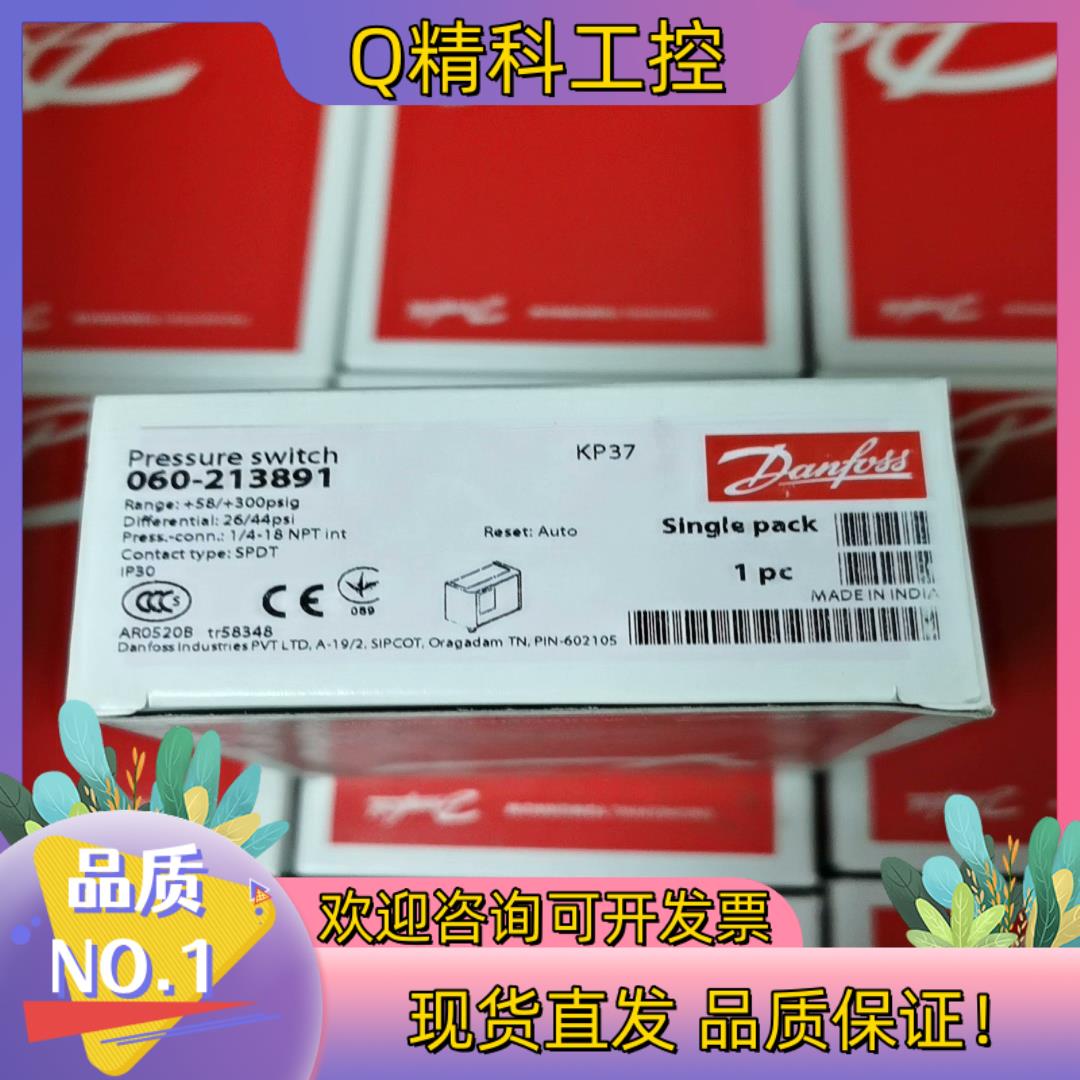 Q精科工控
Pressure switch
KP37
060-213891
Danfoss
Range: +58/+300psig
Differential: 26/44psi
Press.-conn.: 1/4-18 NPT int
Reset: Auto
Single pack
Contact type: SPDT
IP30
1 pc
MADE IN INDIA
CCC S
CE
089
AR0520B tr58348
Danfoss Industries PVT LTD, A-19/2, SIPCOT, Oragadam TN, PIN-602105
Danfoss
品质
NO.1
欢迎咨询可开发票
现货直发 品质保证!